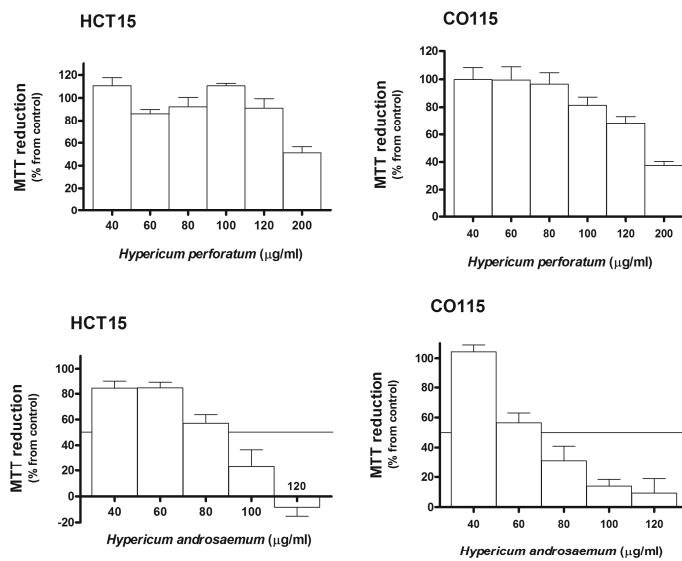 HCT15
MTT reduction
(% from control)
120
100
80
60
40
20
0
40 60 80 100 120 200
Hypericum perforatum (μg/ml)
CO115
MTT reduction
(% from control)
120
100
80
60
40
20
0
40 60 80 100 120 200
Hypericum perforatum (μg/ml)
HCT15
MTT reduction
(% from control)
100
80
60
40
20
0
-20
120
40 60 80 100
Hypericum androsaemum (μg/ml)
CO115
MTT reduction
(% from control)
100
80
60
40
20
0
40 60 80 100 120
Hypericum androsaemum (μg/ml)